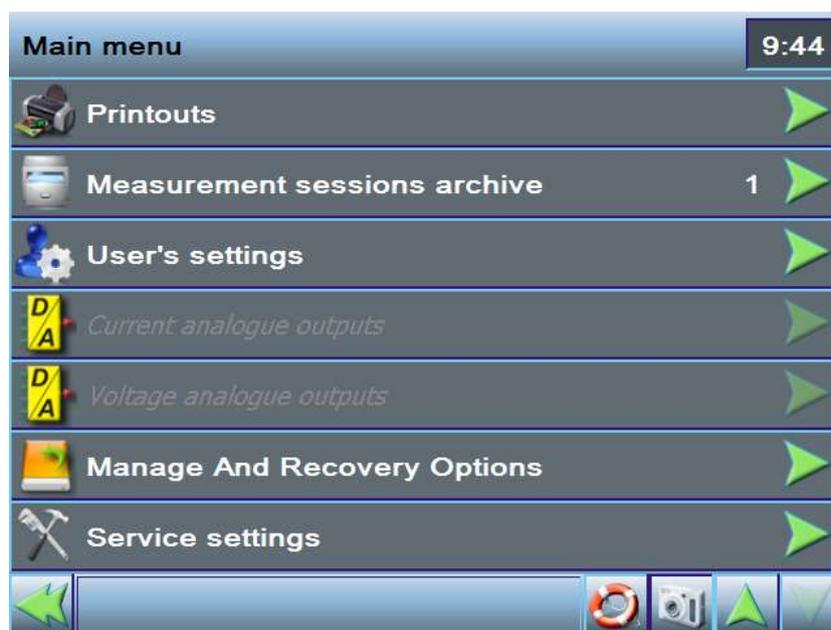 Main menu 9:44
Printouts
Measurement sessions archive 1
User's settings
D/A Current analogue outputs
D/A Voltage analogue outputs
Manage And Recovery Options
Service settings